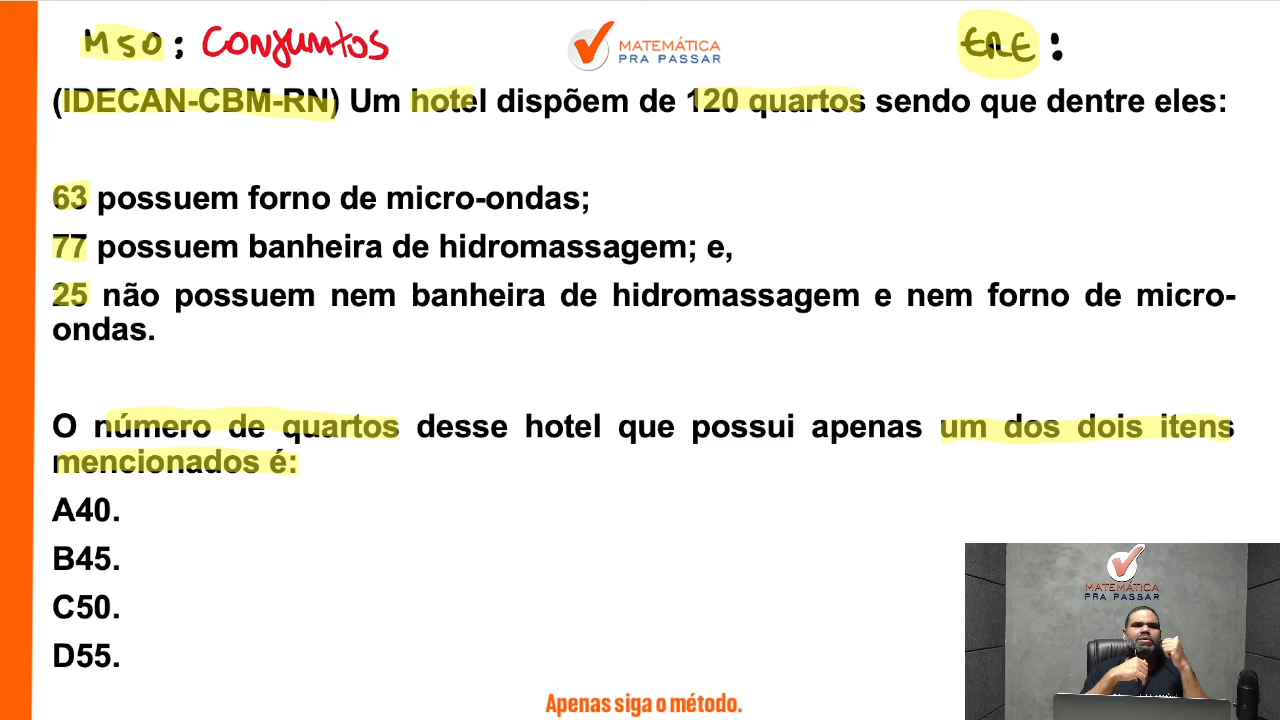 M50 : Conjuntos
MATEMÁTICA
PRA PASSAR
ERE :
(IDECAN-CBM-RN) Um hotel dispõem de 120 quartos sendo que dentre eles:
63 possuem forno de micro-ondas;
77 possuem banheira de hidromassagem; e,
25 não possuem nem banheira de hidromassagem e nem forno de micro-
ondas.
O número de quartos desse hotel que possui apenas um dos dois itens
mencionados é:
A40.
B45.
C50.
D55.
MATEMÁTICA
PRA PASSAR
Apenas siga o método.